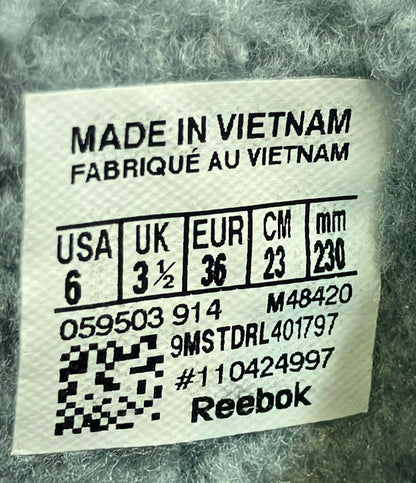 MADE IN VIETNAM
FABRIQUÉ AU VIETNAM
USA UK EUR CM mm
6 3 ½ 36 23 230
059503 914 M48420
9MSTDRL401797
#110424997
Reebok